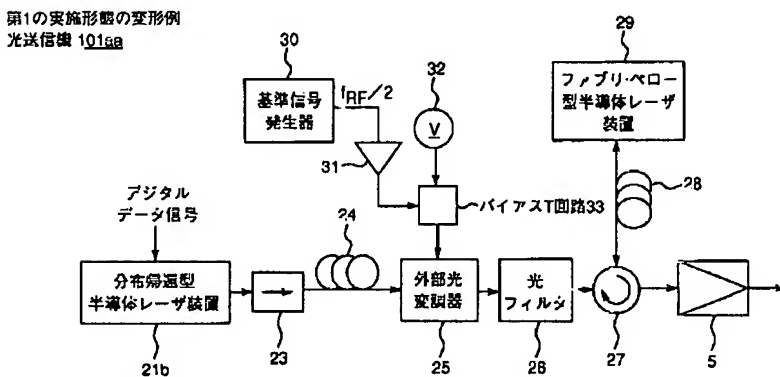 第1の実施形態の変形例
光送信機 101aa
30
基準信号
発生器
fRF/2
32
V
31
29
ファブリ・ペロー
型半導体レーザ
装置
28
バイアスT回路33
アジタル
データ信号
24
分布帰還型
半導体レーザ装置
外部光
変調器
光
フィルタ
21b
23
25
26
27
5